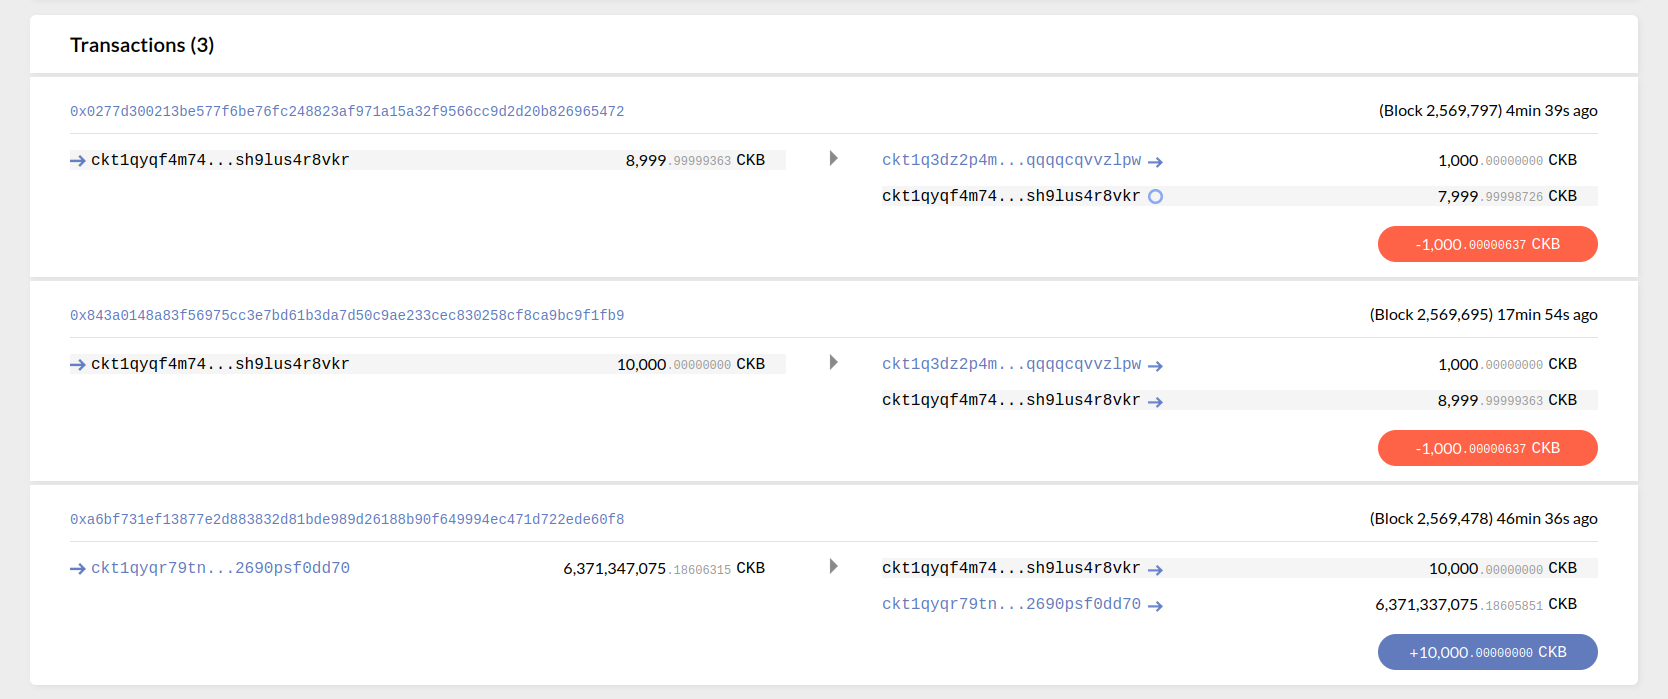 Transactions (3)
0x0277d300213be577f6be76fc248823af971a15a32f9566cc9d2d20b826965472 (Block 2,569,797) 4min 39s ago
ckt1qyqf4m74...sh9lus4r8vkr 8,999.99999363 CKB ckt1q3dz2p4m...qqqqcqvvzlpw 1,000.00000000 CKB
ckt1qyqf4m74...sh9lus4r8vkr 7,999.99998726 CKB
-1,000.00000637 CKB
0x843a0148a83f56975cc3e7bd61b3da7d50c9ae233cec830258cf8ca9bc9f1fb9 (Block 2,569,695) 17min 54s ago
ckt1qyqf4m74...sh9lus4r8vkr 10,000.00000000 CKB ckt1q3dz2p4m...qqqqcqvvzlpw 1,000.00000000 CKB
ckt1qyqf4m74...sh9lus4r8vkr 8,999.99999363 CKB
-1,000.00000637 CKB
0xa6bf731ef13877e2d883832d81bde989d26188b90f649994ec471d722ede60f8 (Block 2,569,478) 46min 36s ago
ckt1qyqr79tn...2690psf0dd70 6,371,347,075.18606315 CKB ckt1qyqf4m74...sh9lus4r8vkr 10,000.00000000 CKB
ckt1qyqr79tn...2690psf0dd70 6,371,337,075.18605851 CKB
+10,000.00000000 CKB